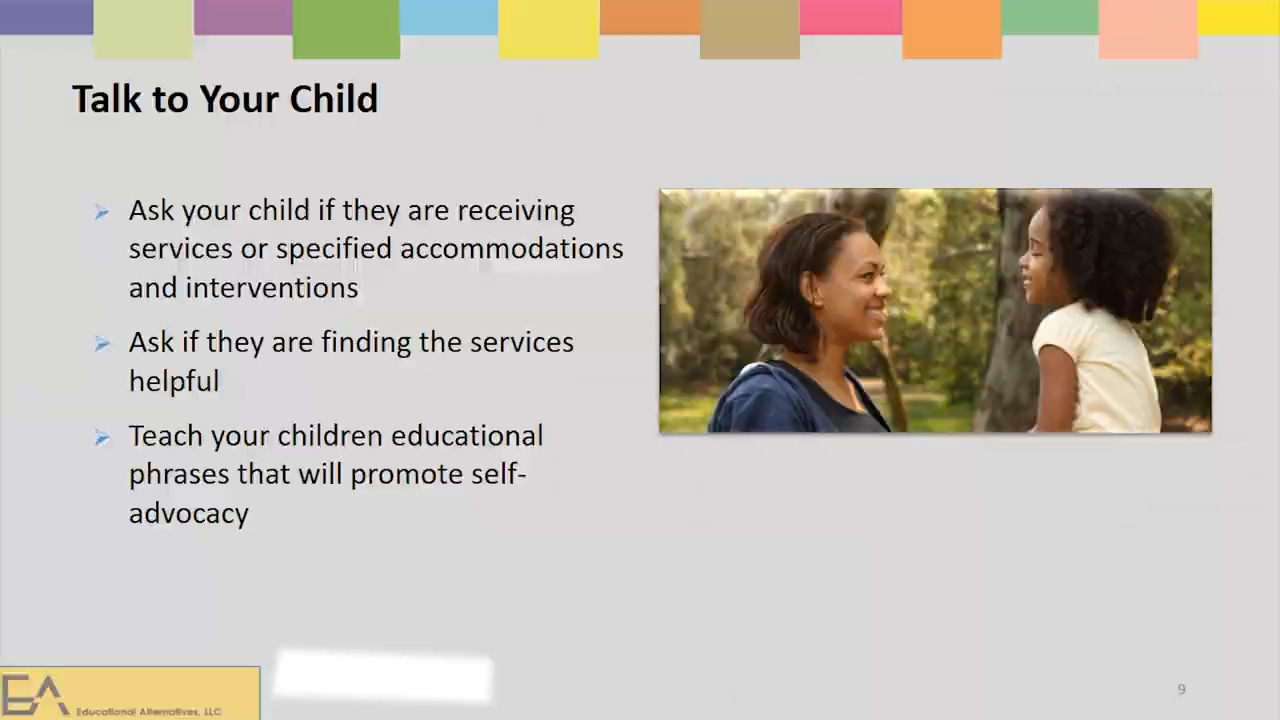 Talk to Your Child
Ask your child if they are receiving
services or specified accommodations
and interventions
Ask if they are finding the services
helpful
Teach your children educational
phrases that will promote self-
advocacy
EA
Educational Alternatives, LLC
9